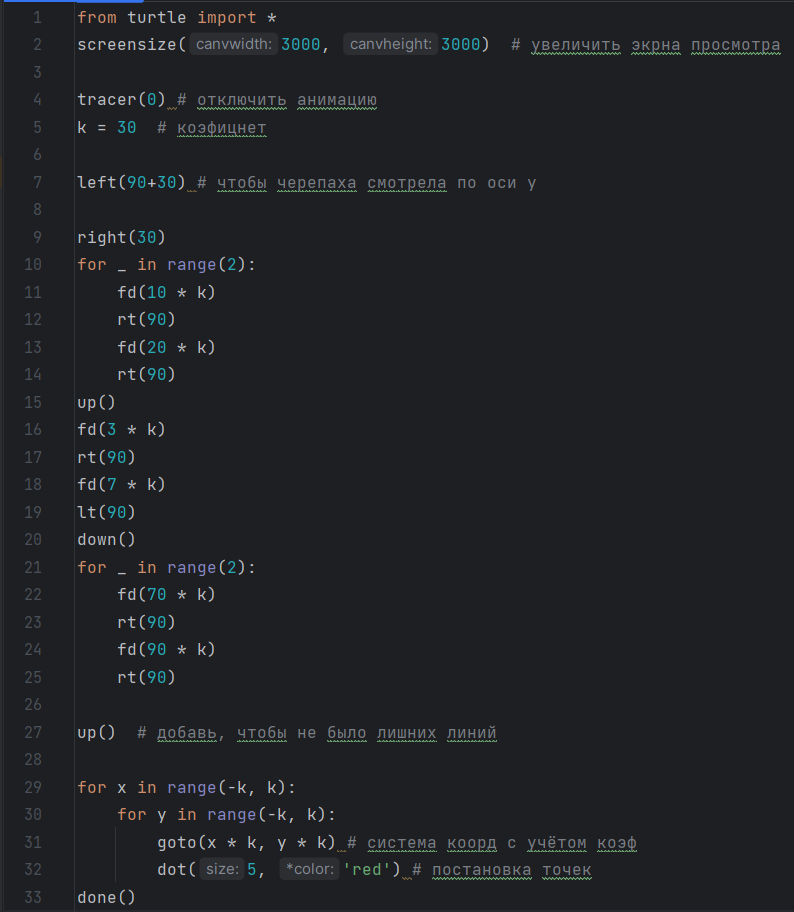 1 from turtle import *
2 screensize(canvwidth: 3000, canvheight: 3000)  # увеличить экрна просмотра
3
4 tracer(0) # отключить анимацию
5 k = 30  # коэфицнет
6
7 left(90+30) # чтобы черепаха смотрела по оси у
8
9 right(30)
10 for _ in range(2):
11     fd(10 * k)
12     rt(90)
13     fd(20 * k)
14     rt(90)
15 up()
16 fd(3 * k)
17 rt(90)
18 fd(7 * k)
19 lt(90)
20 down()
21 for _ in range(2):
22     fd(70 * k)
23     rt(90)
24     fd(90 * k)
25     rt(90)
26
27 up()  # добавь, чтобы не было лишних линий
28
29 for x in range(-k, k):
30     for y in range(-k, k):
31         goto(x * k, y * k) # система коорд с учётом коэф
32         dot(size: 5, *color: 'red') # постановка точек
33 done()